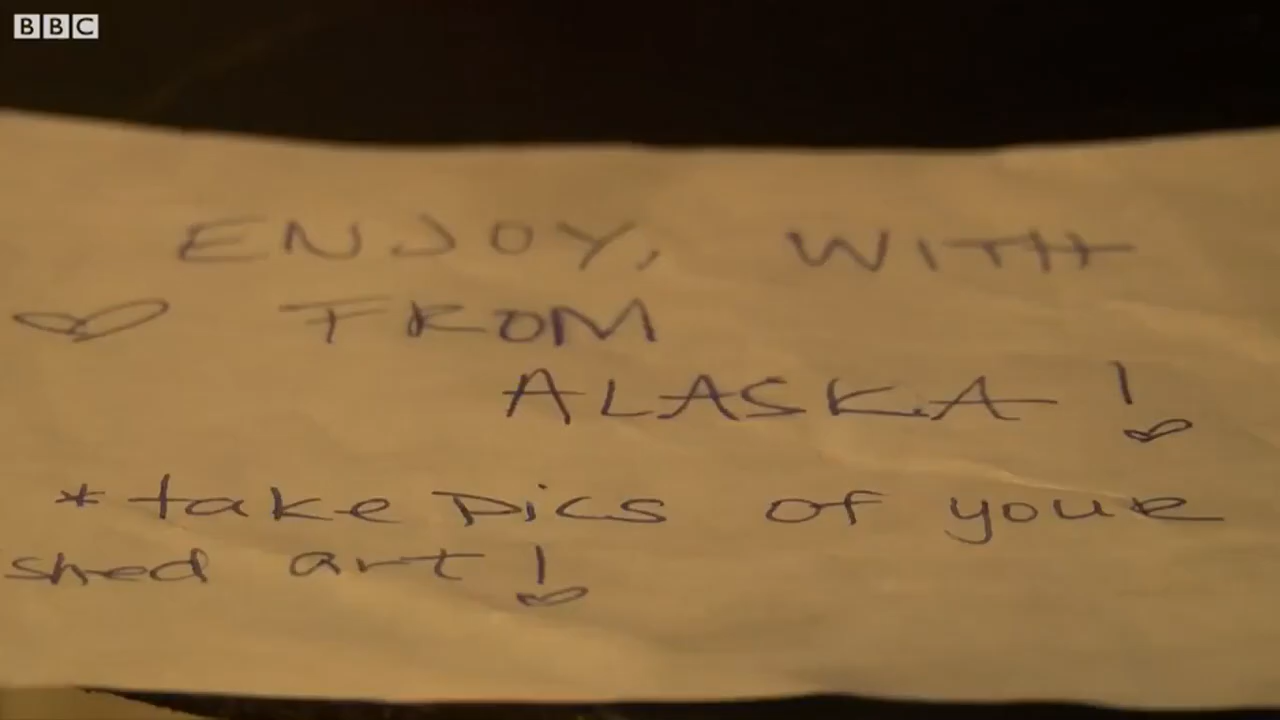 BBC
ENJOY, WITH
♡ FROM
ALASKA!
*take pics of your
shed art!